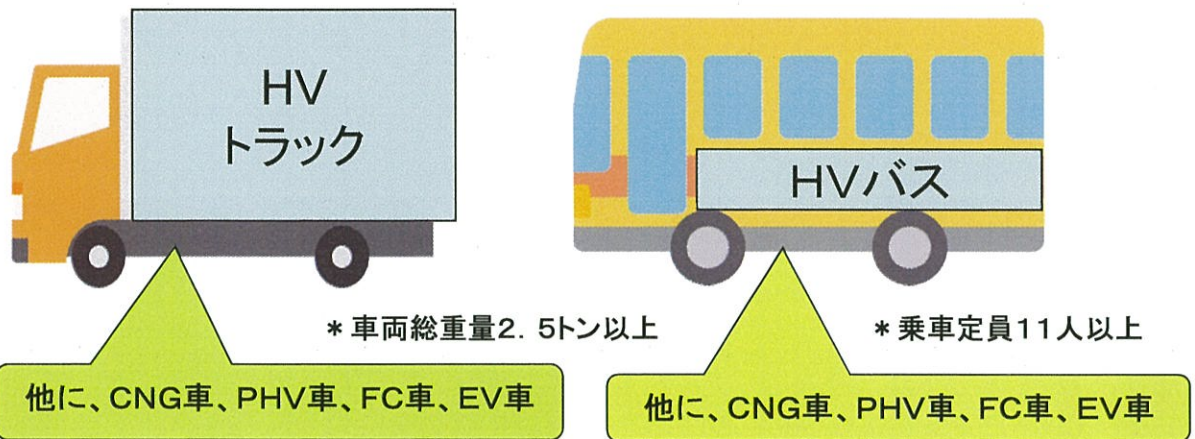 HV
トラック
HVバス
＊車両総重量2．5トン以上
＊乗車定員11人以上
他に、CNG車、PHV車、FC車、EV車
他に、CNG車、PHV車、FC車、EV車